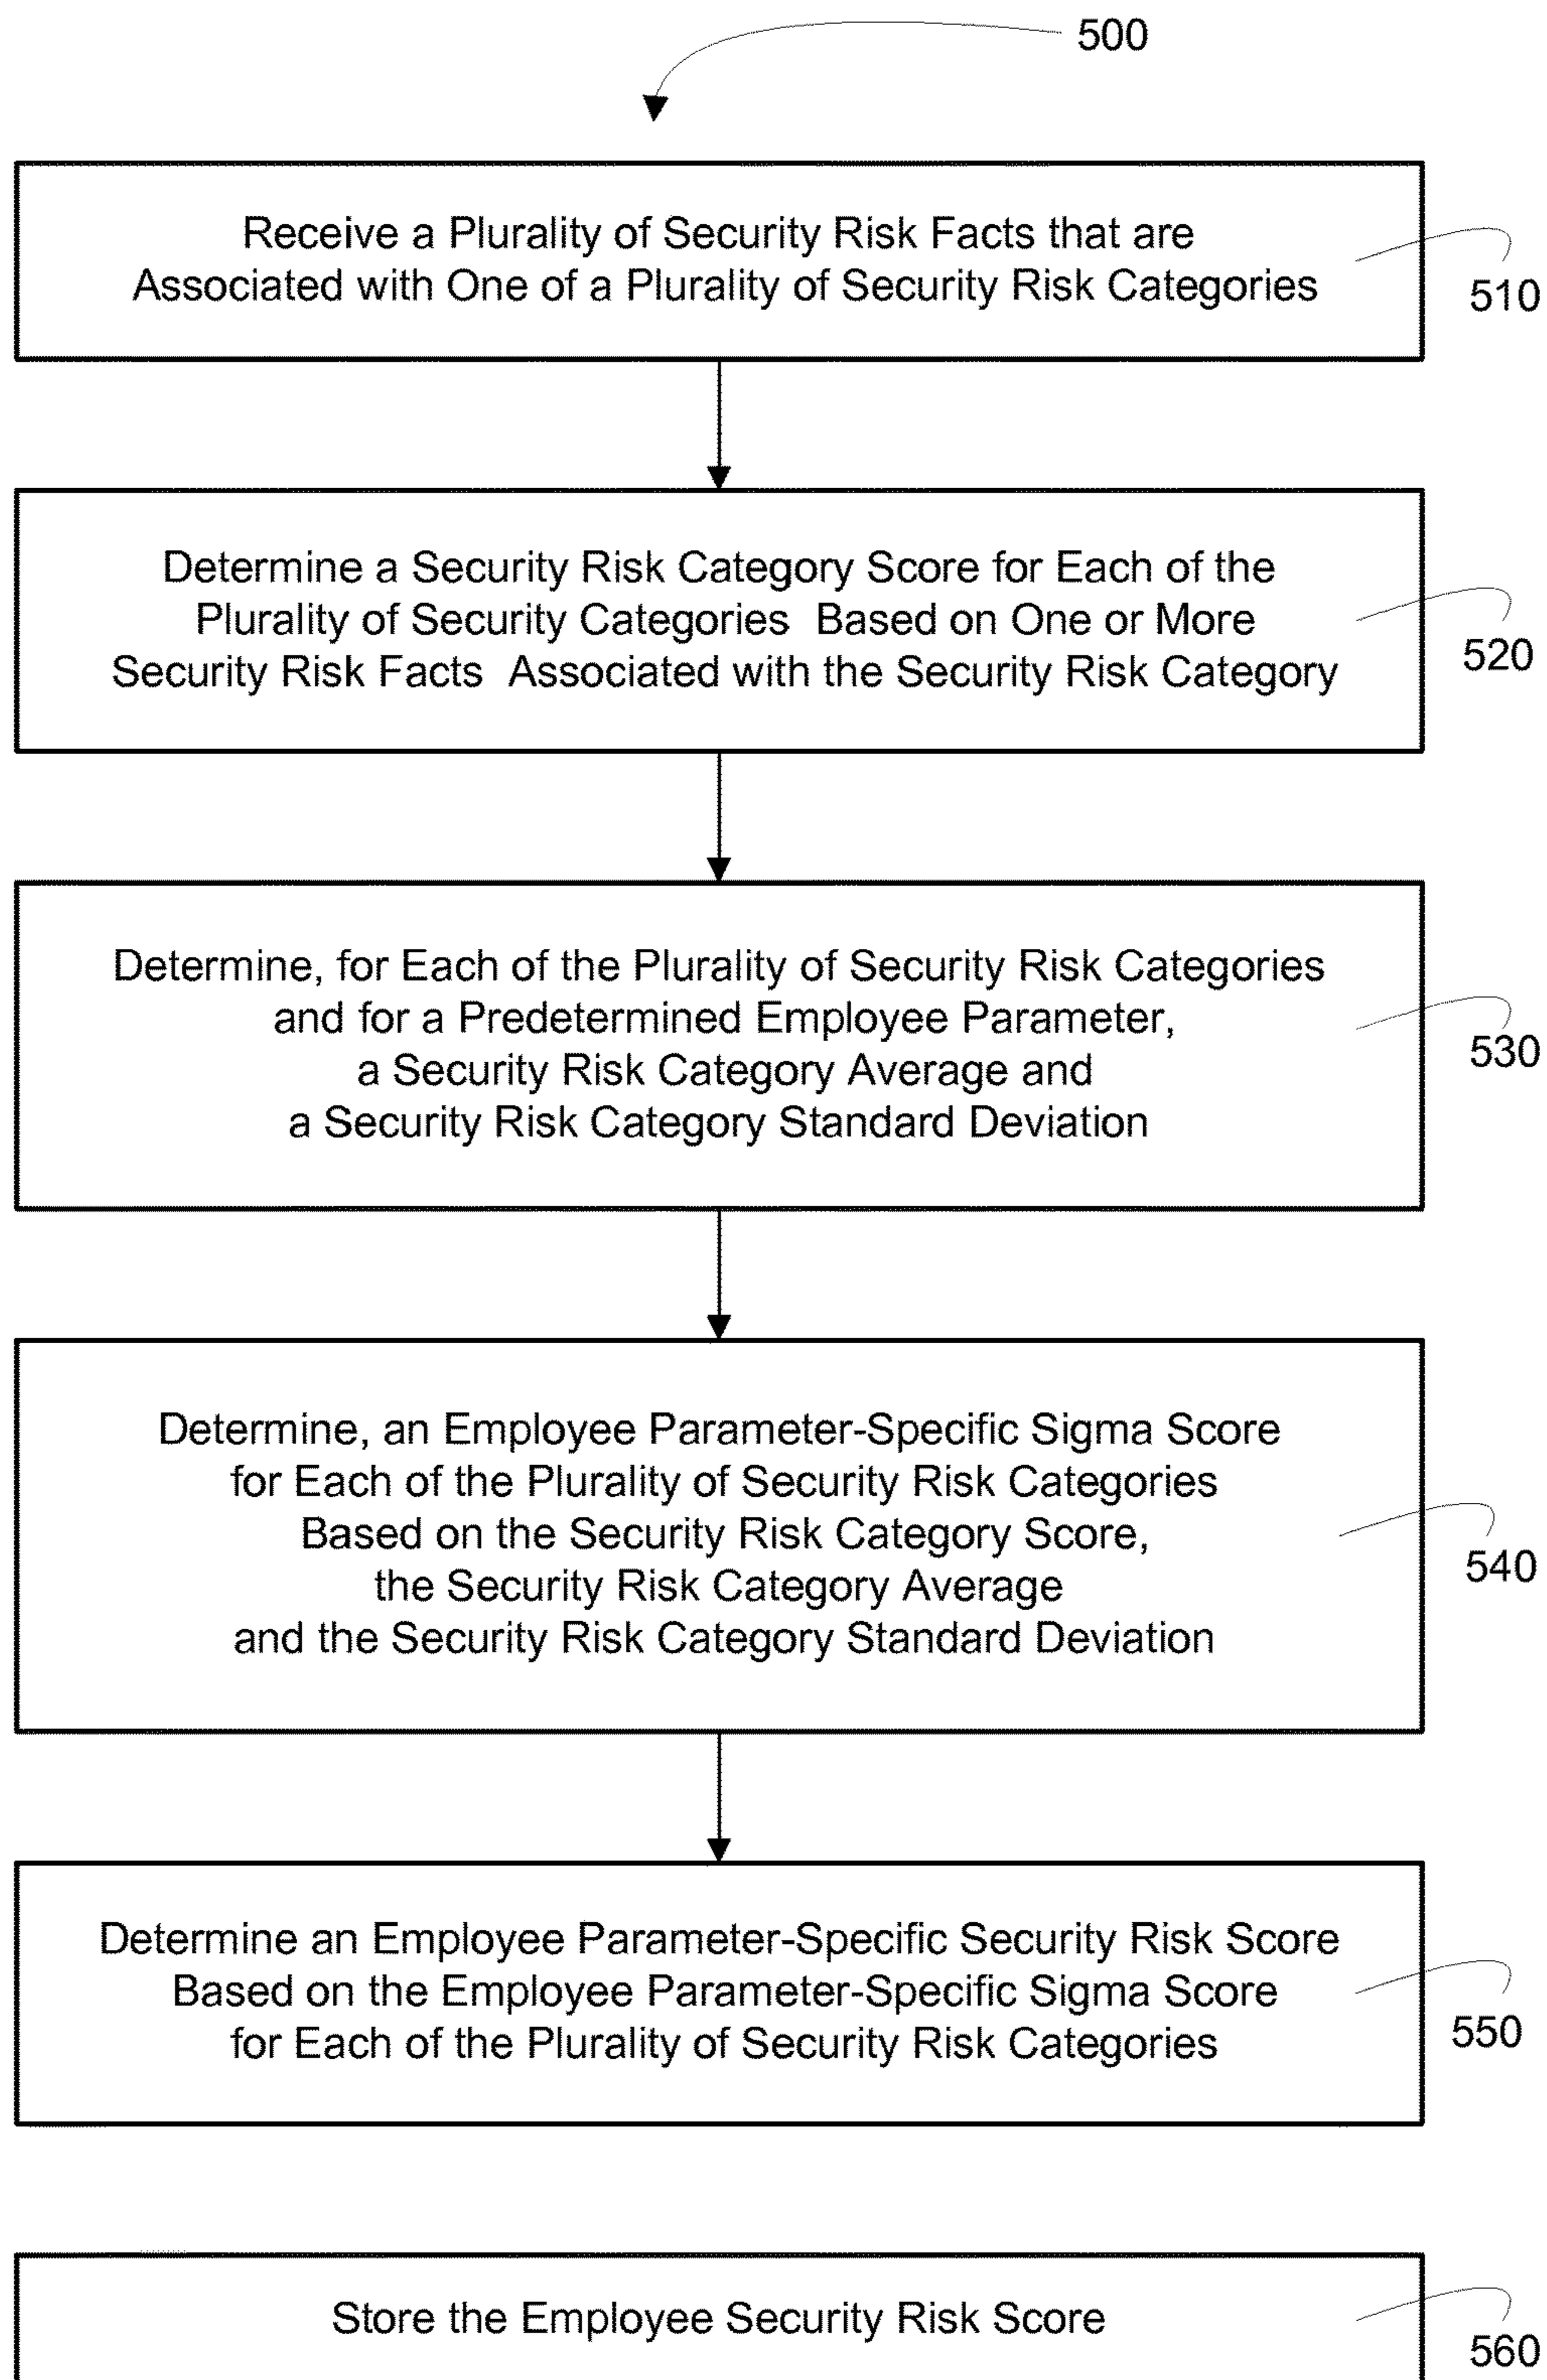 500
Receive a Plurality of Security Risk Facts that are
Associated with One of a Plurality of Security Risk Categories
510
Determine a Security Risk Category Score for Each of the
Plurality of Security Categories  Based on One or More
Security Risk Facts  Associated with the Security Risk Category
520
Determine, for Each of the Plurality of Security Risk Categories
and for a Predetermined Employee Parameter,
a Security Risk Category Average and
a Security Risk Category Standard Deviation
530
Determine, an Employee Parameter-Specific Sigma Score
for Each of the Plurality of Security Risk Categories
Based on the Security Risk Category Score,
the Security Risk Category Average
and the Security Risk Category Standard Deviation
540
Determine an Employee Parameter-Specific Security Risk Score
Based on the Employee Parameter-Specific Sigma Score
for Each of the Plurality of Security Risk Categories
550
Store the Employee Security Risk Score
560